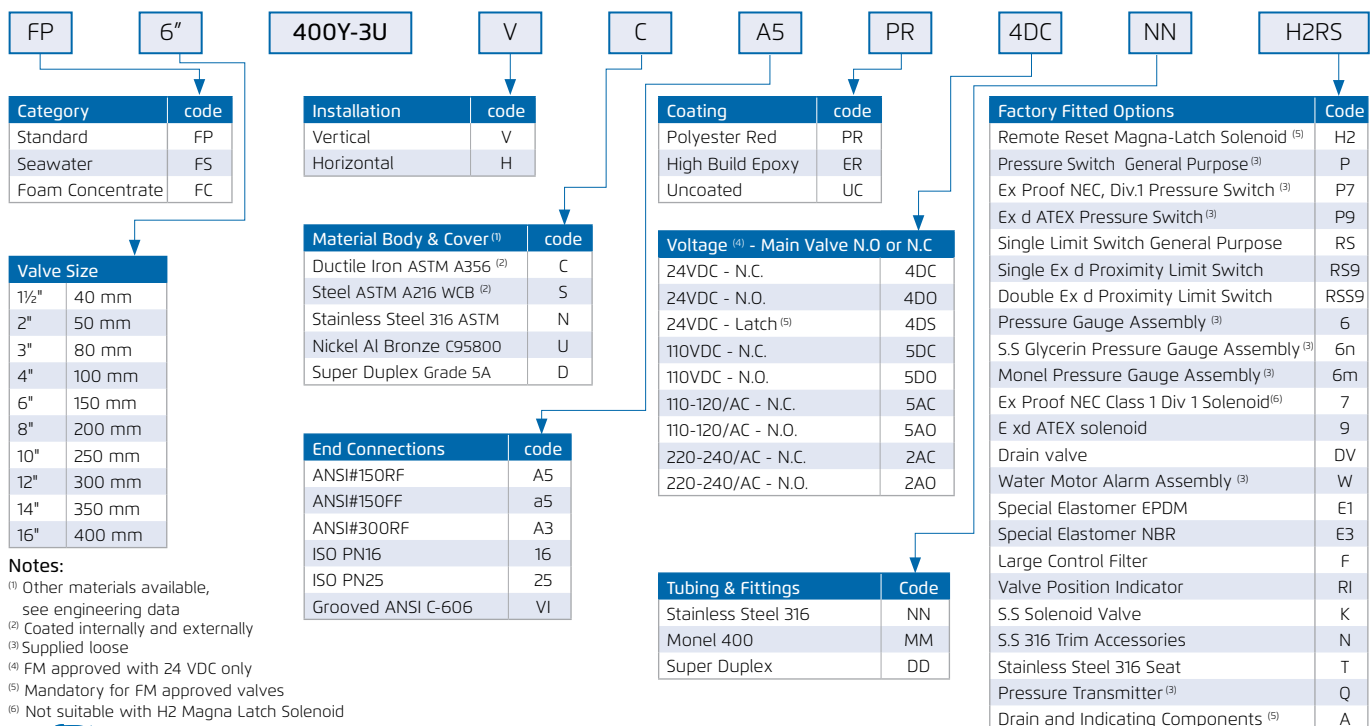 FP 6" 400Y-3U V C A5 PR 4DC NN H2RS
Category code
Standard FP
Seawater FS
Foam Concentrate FC
Valve Size
1½" 40 mm
2" 50 mm
3" 80 mm
4" 100 mm
6" 150 mm
8" 200 mm
10" 250 mm
12" 300 mm
14" 350 mm
16" 400 mm
Notes:
(1) Other materials available,
see engineering data
(2) Coated internally and externally
(3) Supplied loose
(4) FM approved with 24 VDC only
(5) Mandatory for FM approved valves
(6) Not suitable with H2 Magna Latch Solenoid
Installation code
Vertical V
Horizontal H
Material Body & Cover (1) code
Ductile Iron ASTM A356 (2) C
Steel ASTM A216 WCB (2) S
Stainless Steel 316 ASTM N
Nickel Al Bronze C95800 U
Super Duplex Grade 5A D
End Connections code
ANSI#150RF A5
ANSI#150FF a5
ANSI#300RF A3
ISO PN16 16
ISO PN25 25
Grooved ANSI C-606 VI
Coating code
Polyester Red PR
High Build Epoxy ER
Uncoated UC
Voltage (4) - Main Valve N.O or N.C
24VDC - N.C. 4DC
24VDC - N.O. 4DO
24VDC - Latch (5) 4DS
110VDC - N.C. 5DC
110VDC - N.O. 5DO
110-120/AC - N.C. 5AC
110-120/AC - N.O. 5AO
220-240/AC - N.C. 2AC
220-240/AC - N.O. 2AO
Tubing & Fittings Code
Stainless Steel 316 NN
Monel 400 MM
Super Duplex DD
Factory Fitted Options Code
Remote Reset Magna-Latch Solenoid (5) H2
Pressure Switch General Purpose (3) P
Ex Proof NEC, Div.1 Pressure Switch (3) P7
Ex d ATEX Pressure Switch (3) P9
Single Limit Switch General Purpose RS
Single Ex d Proximity Limit Switch RS9
Double Ex d Proximity Limit Switch RSS9
Pressure Gauge Assembly (3) 6
S.S Glycerin Pressure Gauge Assembly (3) 6n
Monel Pressure Gauge Assembly (3) 6m
Ex Proof NEC Class 1 Div 1 Solenoid (6) 7
E xd ATEX solenoid 9
Drain valve DV
Water Motor Alarm Assembly (3) W
Special Elastomer EPDM E1
Special Elastomer NBR E3
Large Control Filter F
Valve Position Indicator RI
S.S Solenoid Valve K
S.S 316 Trim Accessories N
Stainless Steel 316 Seat T
Pressure Transmitter (3) Q
Drain and Indicating Components (5) A